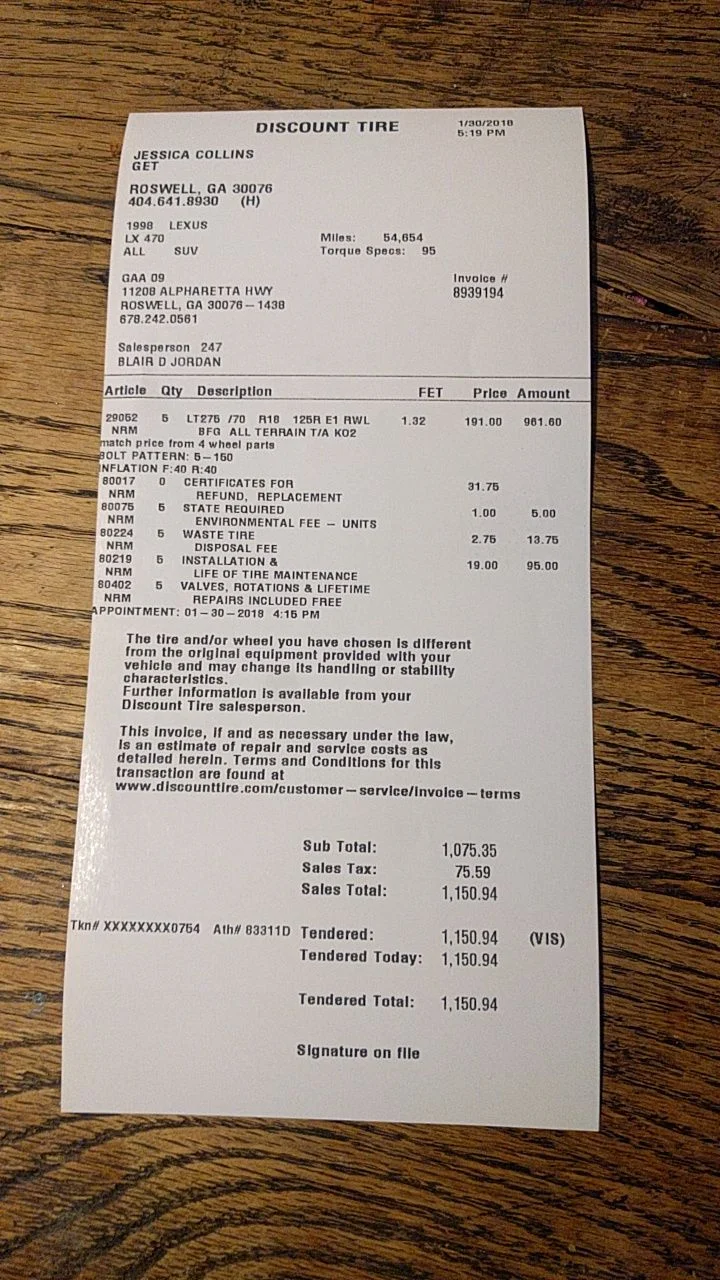 DISCOUNT TIRE 1/30/2018
5:19 PM
JESSICA COLLINS
GET
ROSWELL, GA 30076
404.641.8930 (H)
1998 LEXUS
LX 470 Miles: 54,654
ALL SUV Torque Specs: 95
GAA 09 Invoice #
11208 ALPHARETTA HWY 8939194
ROSWELL, GA 30076-1438
678.242.0561
Salesperson 247
BLAIR D JORDAN
Article Qty Description FET Price Amount
29052 5 LT275 /70 R18 125R E1 RWL 1.32 191.00 961.60
NRM BFG ALL TERRAIN T/A KO2
match price from 4 wheel parts
BOLT PATTERN: 5-150
INFLATION F:40 R:40
80017 0 CERTIFICATES FOR 31.75
NRM REFUND, REPLACEMENT
80075 5 STATE REQUIRED 1.00 5.00
NRM ENVIRONMENTAL FEE - UNITS
80224 5 WASTE TIRE 2.75 13.75
NRM DISPOSAL FEE
80219 5 INSTALLATION & 19.00 95.00
NRM LIFE OF TIRE MAINTENANCE
80402 5 VALVES, ROTATIONS & LIFETIME
NRM REPAIRS INCLUDED FREE
APPOINTMENT: 01-30-2018 4:15 PM
The tire and/or wheel you have chosen is different
from the original equipment provided with your
vehicle and may change its handling or stability
characteristics.
Further information is available from your
Discount Tire salesperson.
This invoice, if and as necessary under the law,
is an estimate of repair and service costs as
detailed herein. Terms and Conditions for this
transaction are found at
www.discounttire.com/customer-service/invoice-terms
Sub Total: 1,075.35
Sales Tax: 75.59
Sales Total: 1,150.94
Tkn# XXXXXXXX0754 Ath# 83311D Tendered: 1,150.94 (VIS)
Tendered Today: 1,150.94
Tendered Total: 1,150.94
Signature on file